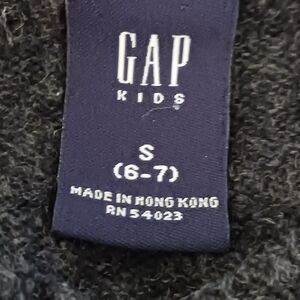 GAP
KIDS
S
(6-7)
MADE IN HONG KONG
RN 54023